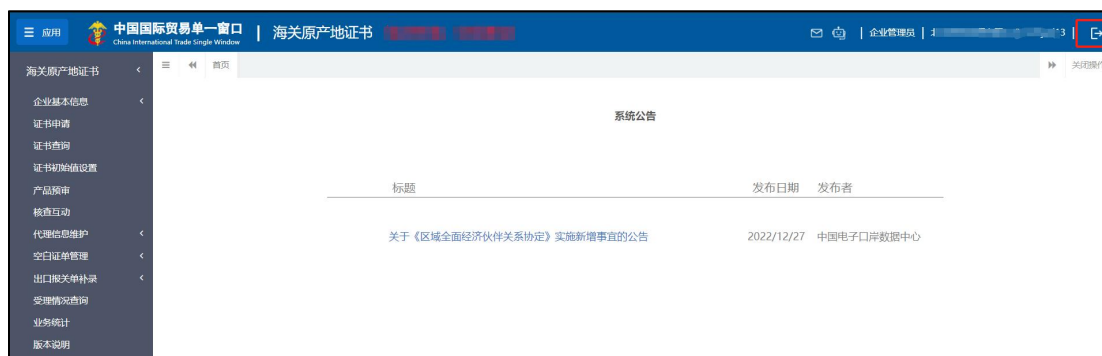 ☰ 应用
中国国际贸易单一窗口 | 海关原产地证书
China International Trade Single Window
| 企业管理员 |
海关原产地证书
首页
关闭操作
企业基本信息
系统公告
证书申请
证书查询
证书初始值设置
标题 发布日期 发布者
产品预审
核查互动
代理信息维护
关于《区域全面经济伙伴关系协定》实施新增事宜的公告 2022/12/27 中国电子口岸数据中心
空白证单管理
出口报关单补录
受理情况查询
业务统计
版本说明